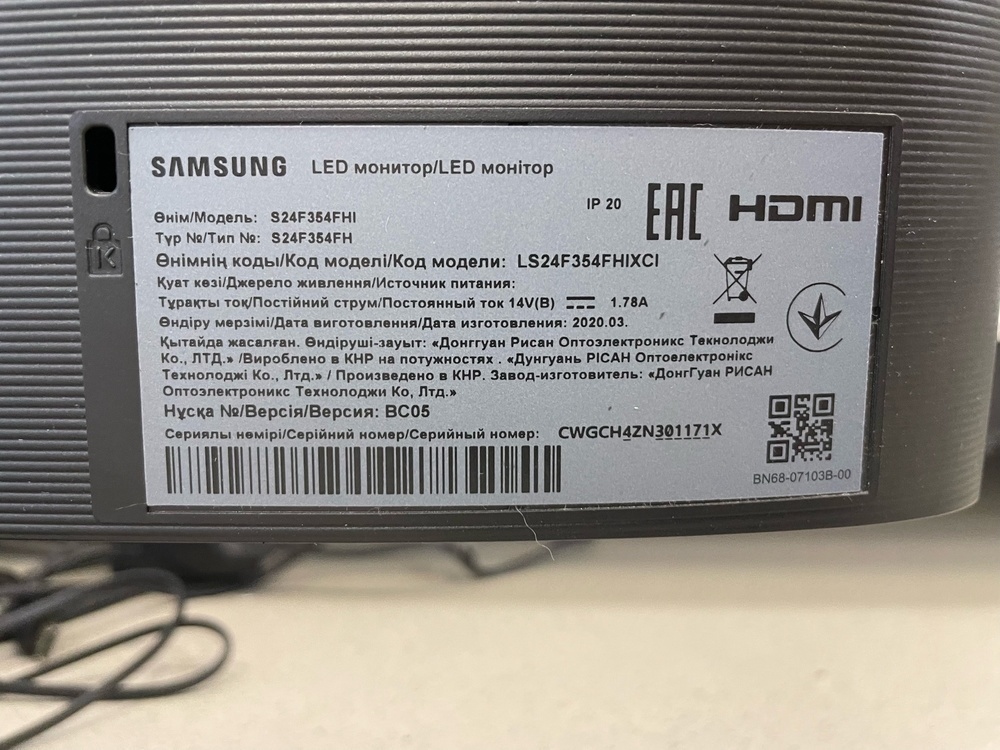 SAMSUNG LED монитор/LED монітор
IP 20 EAC HDMI
Өнім/Модель: S24F354FHI
Түр №/Тип №: S24F354FH
Өнімнің коды/Код моделі/Код модели: LS24F354FHIXCI
Қуат көзі/Джерело живлення/Источник питания:
Тұрақты тоқ/Постійний струм/Постоянный ток 14V(В) 1.78A
Өндіру мерзімі/Дата виготовлення/Дата изготовления: 2020.03.
Қытайда жасалған. Өндіруші-зауыт: «Донггуан Рисан Оптоэлектроникс Текнолоджи
Ко., ЛТД.» /Вироблено в КНР на потужностях . «Дунгуань РІСАН Оптоелектронікс
Технолоджі Ко., Лтд.» / Произведено в КНР. Завод-изготовитель: «ДонгГуан РИСАН
Оптоэлектроникс Технолоджи Ко, Лтд.»
Нұсқа №/Версія/Версия: BC05
Сериялы немірі/Серійний номер/Серийный номер: CWGCH4ZN301171X
BN68-07103B-00
K